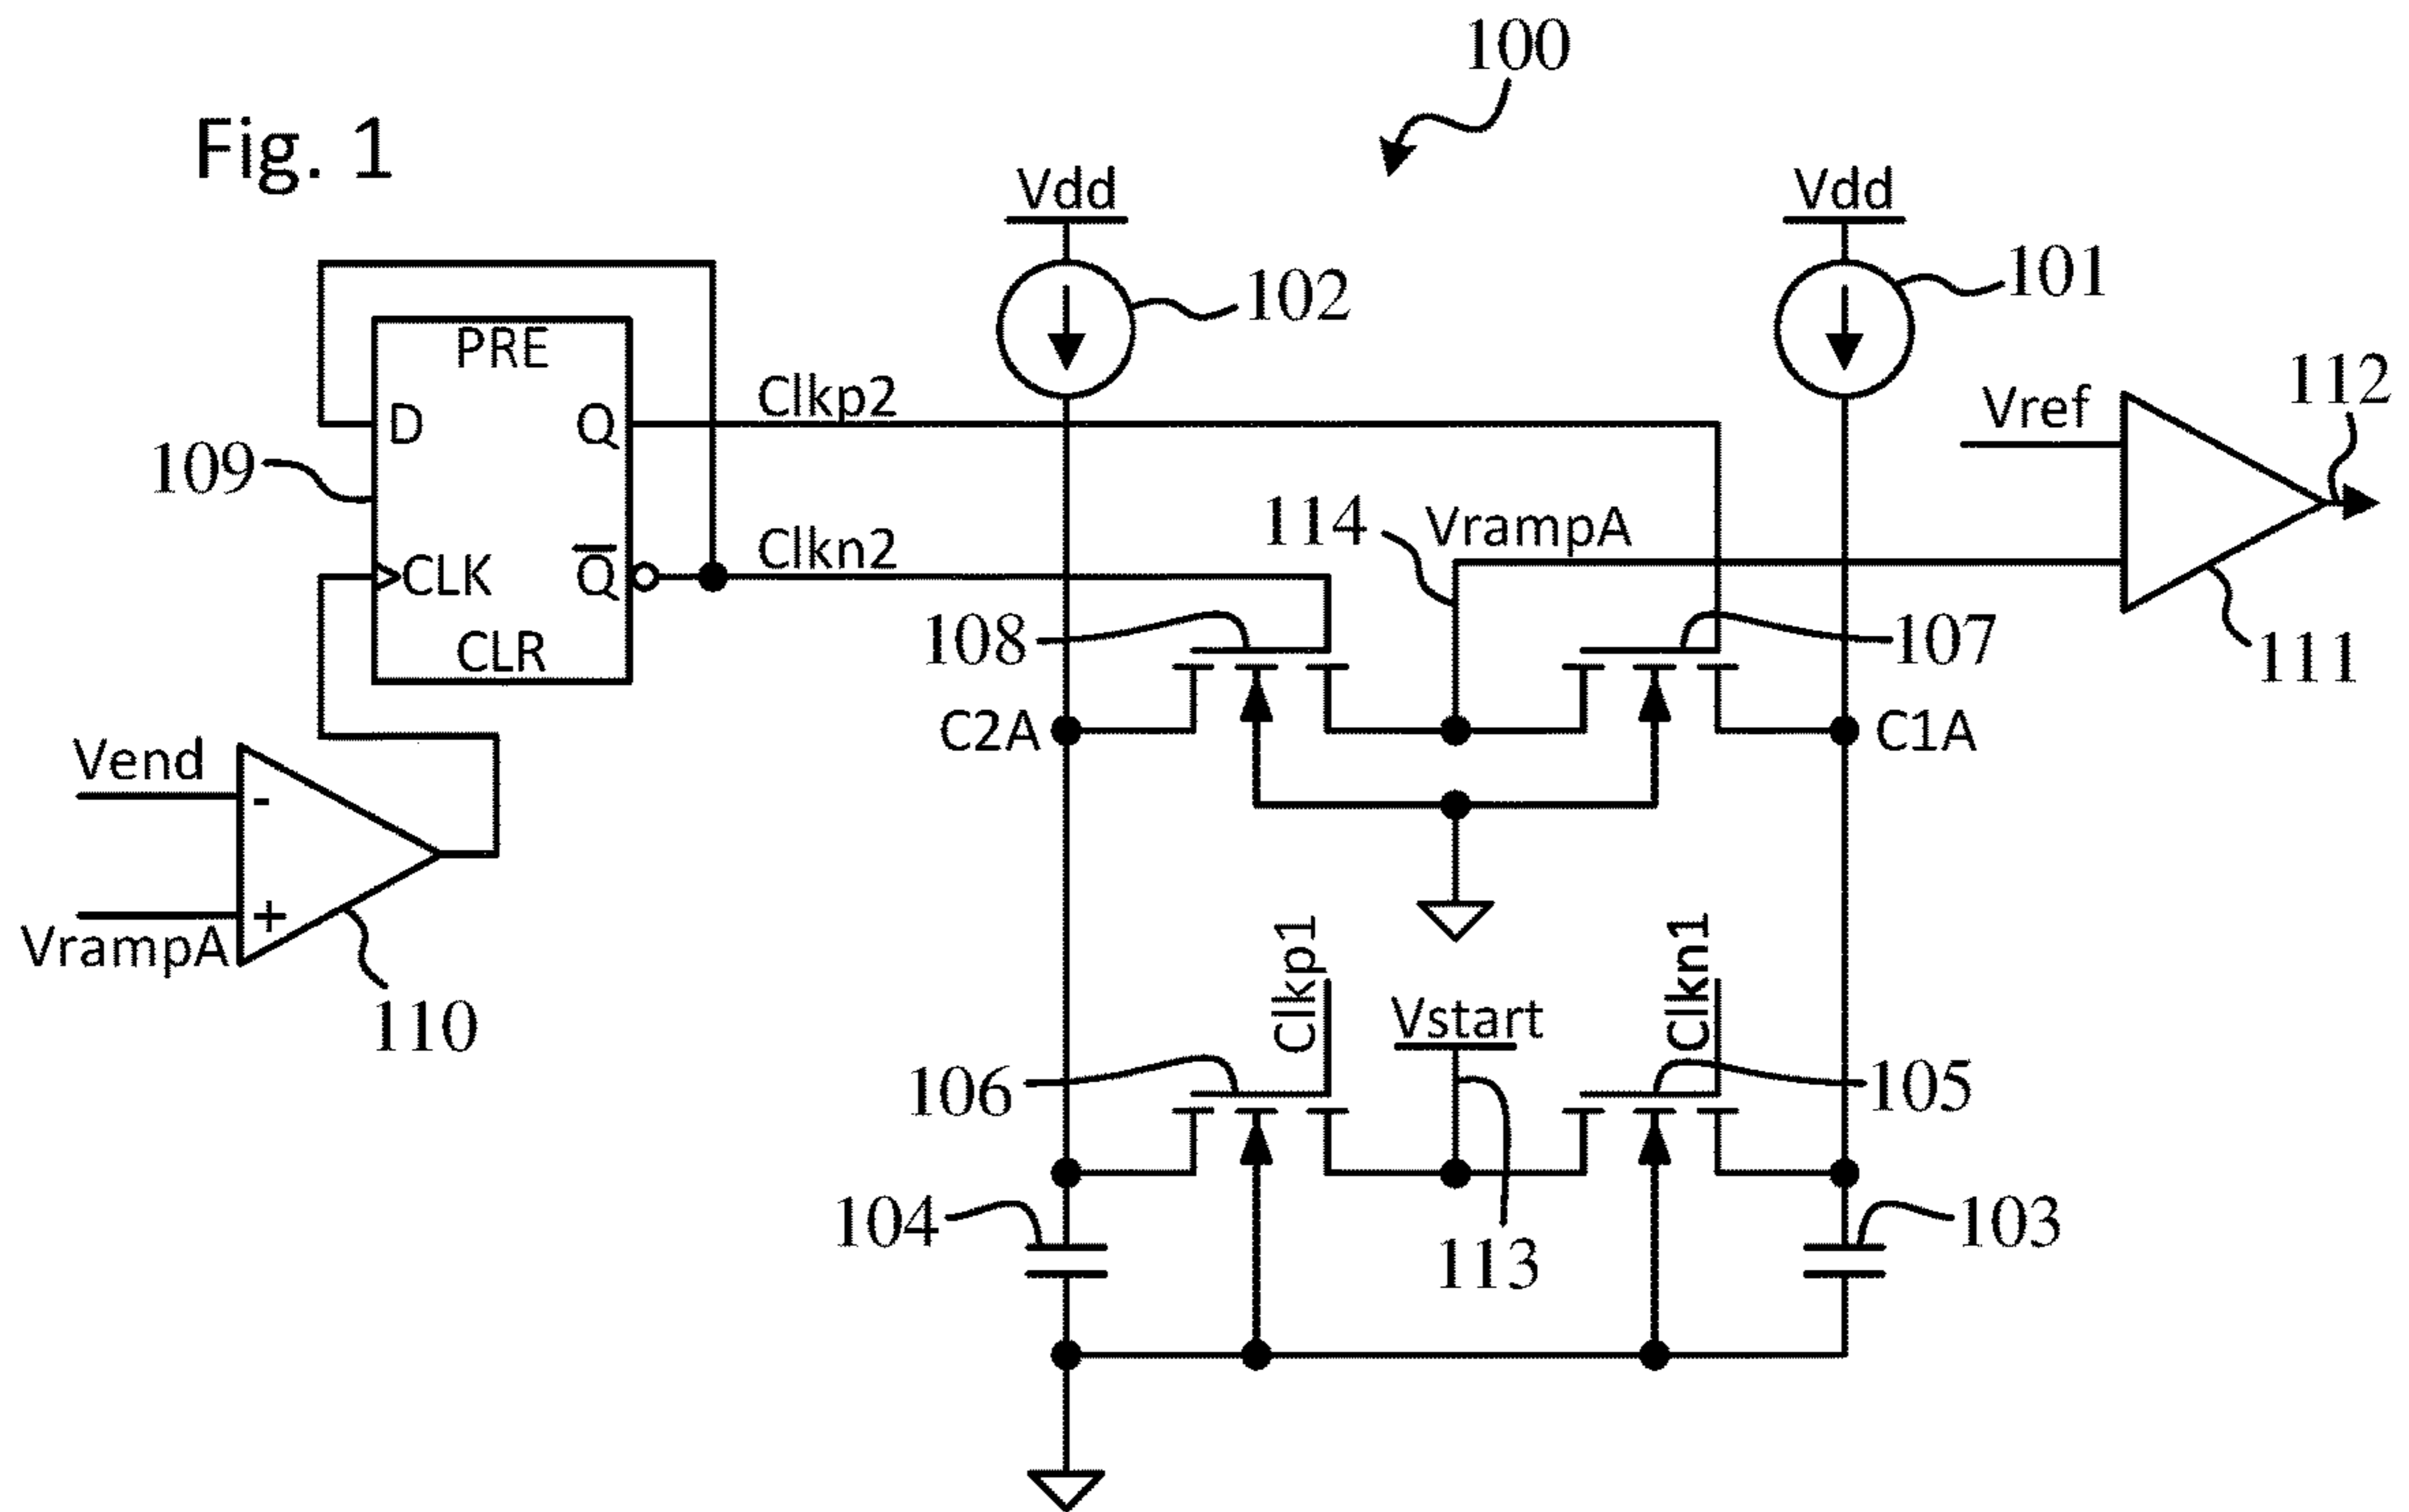 Fig. 1
100
Vdd
Vdd
102
101
PRE
D
Q
Clkp2
Vref
112
109
114
VrampA
CLK
Q̅
Clkn2
CLR
108
107
111
C2A
C1A
Vend
-
+
VrampA
110
Clkp1
Vstart
Clkn1
106
105
104
113
103